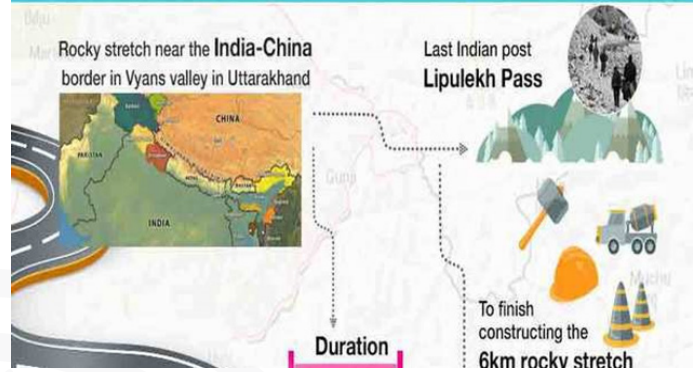 Rocky stretch near the India-China
border in Vyans valley in Uttarakhand
Last Indian post
Lipulekh Pass
CHINA
PAKISTAN
INDIA
Gunji
To finish
constructing the
6km rocky stretch
Duration